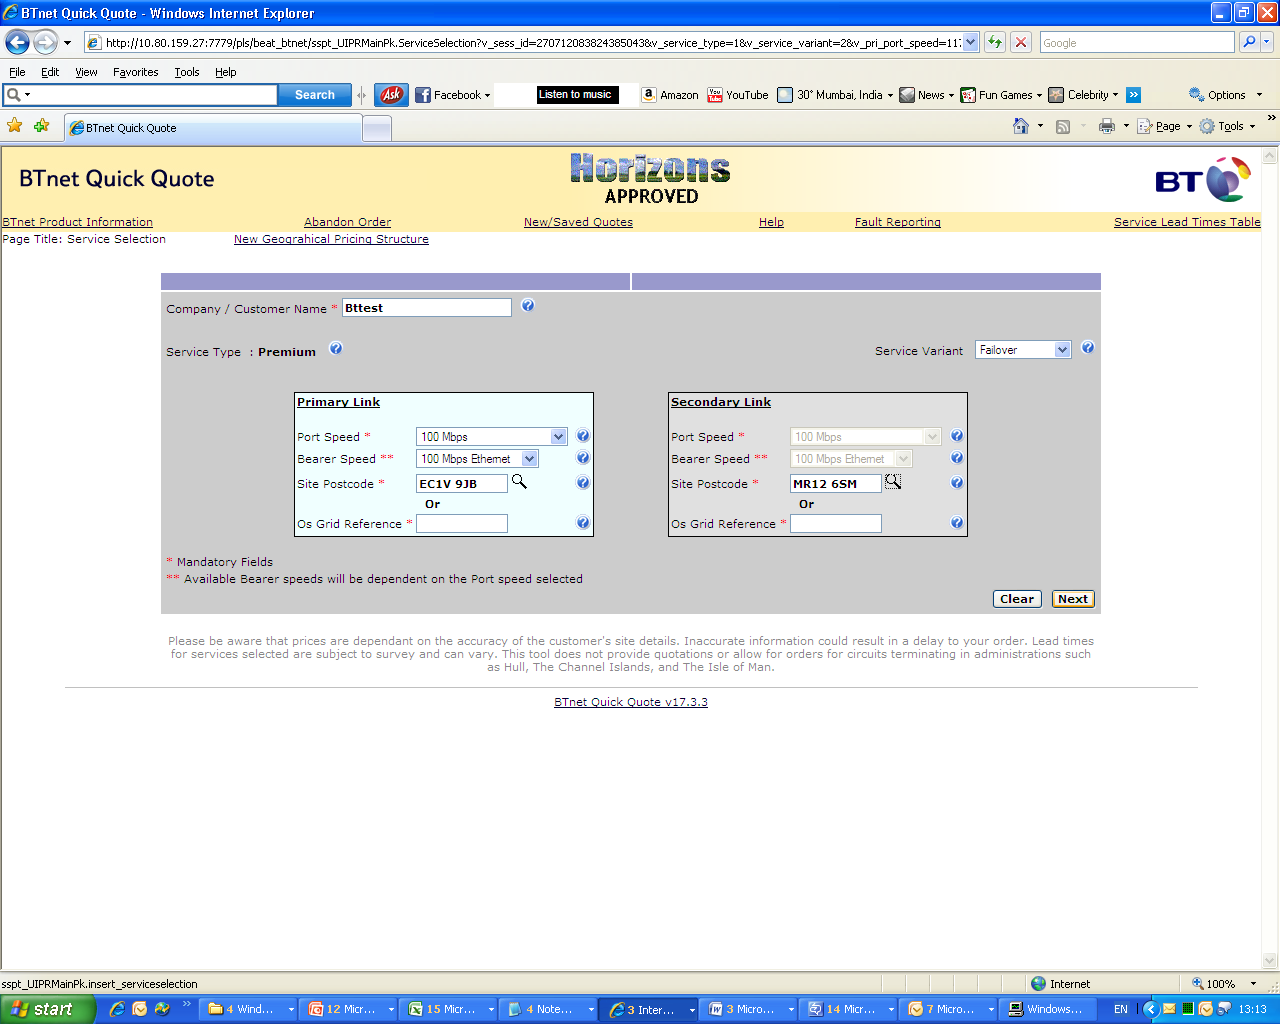 BTnet Quick Quote - Windows Internet Explorer
http://10.80.159.27:7779/pls/beat_btnet/sspt_UIPRMainPk.ServiceSelection?v_sess_id=27071208382438504​3&v_service_type=1&v_service_variant=2&v_pri_port_speed=117
Google
File Edit View Favorites Tools Help
Search Ask Facebook Listen to music Amazon YouTube 30° Mumbai, India News Fun Games Celebrity » Options
BTnet Quick Quote Page Tools »
BTnet Quick Quote
Horizons
APPROVED
BT
BTnet Product Information Abandon Order New/Saved Quotes Help Fault Reporting Service Lead Times Table
Page Title: Service Selection New Geograhical Pricing Structure
Company / Customer Name * Bttest
Service Type : Premium Service Variant Failover
Primary Link
Port Speed * 100 Mbps
Bearer Speed ** 100 Mbps Ethernet
Site Postcode * EC1V 9JB
Or
Os Grid Reference *
Secondary Link
Port Speed * 100 Mbps
Bearer Speed ** 100 Mbps Ethernet
Site Postcode * MR12 6SM
Or
Os Grid Reference *
* Mandatory Fields
** Available Bearer speeds will be dependent on the Port speed selected
Clear Next
Please be aware that prices are dependant on the accuracy of the customer's site details. Inaccurate information could result in a delay to your order. Lead times
for services selected are subject to survey and can vary. This tool does not provide quotations or allow for orders for circuits terminating in administrations such
as Hull, The Channel Islands, and The Isle of Man.
BTnet Quick Quote v17.3.3
sspt_UIPRMainPk.insert_serviceselection Internet 100%
start » 4 Wind... 12 Micr... 15 Micr... 4 Note... 3 Inter... 3 Micro... 14 Micr... 7 Micro... Windows... EN 13:13